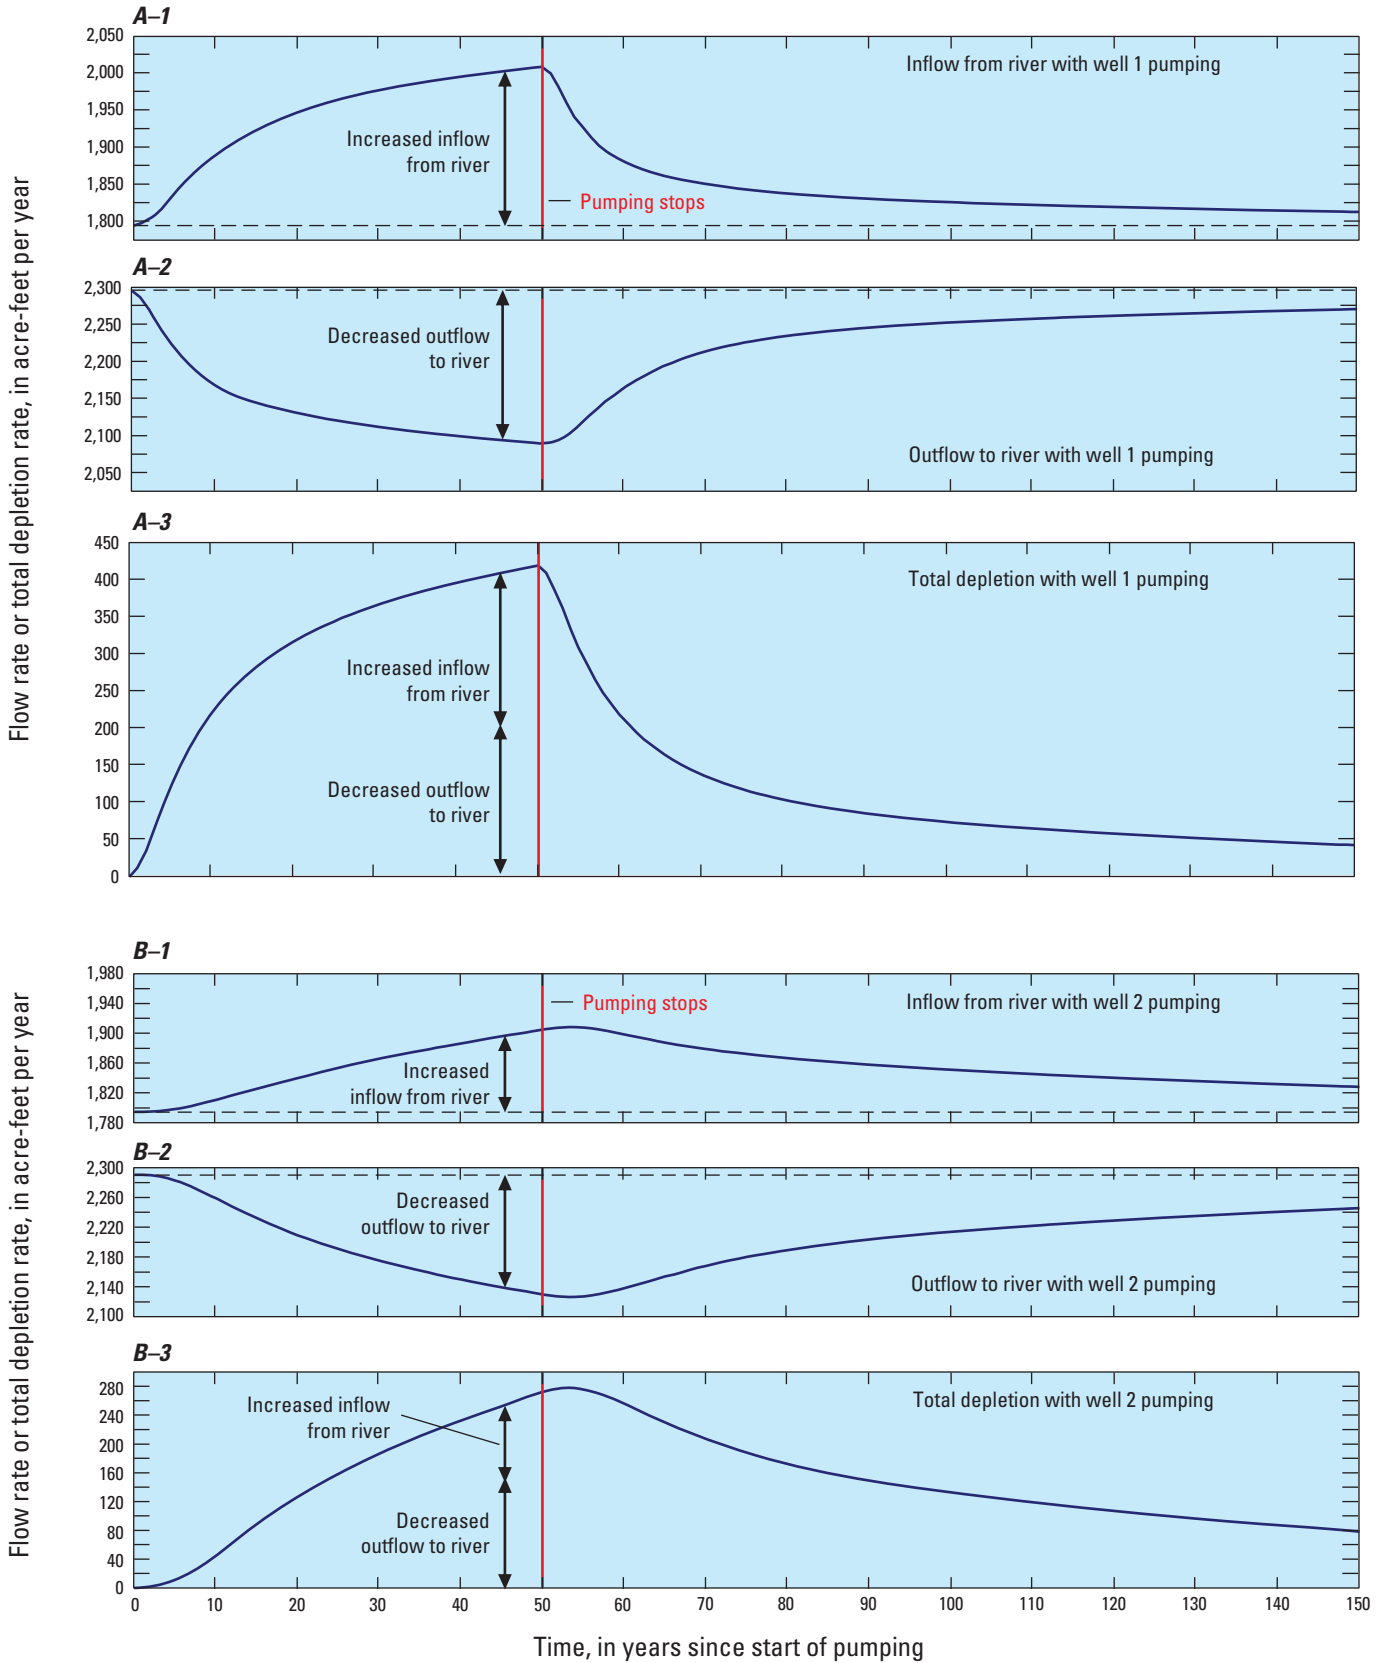 A–1
2,050
2,000
1,950
1,900
1,850
1,800
Inflow from river with well 1 pumping
Increased inflow
from river
Pumping stops
A–2
2,300
2,250
2,200
2,150
2,100
2,050
Decreased outflow
to river
Outflow to river with well 1 pumping
A–3
450
400
350
300
250
200
150
100
50
0
Total depletion with well 1 pumping
Increased inflow
from river
Decreased outflow
to river
Flow rate or total depletion rate, in acre-feet per year
B–1
1,980
1,940
1,900
1,860
1,820
1,780
Pumping stops
Inflow from river with well 2 pumping
Increased
inflow from river
B–2
2,300
2,260
2,220
2,180
2,140
2,100
Decreased
outflow to river
Outflow to river with well 2 pumping
B–3
280
240
200
160
120
80
40
0
Increased inflow
from river
Total depletion with well 2 pumping
Decreased
outflow to river
Flow rate or total depletion rate, in acre-feet per year
0 10 20 30 40 50 60 70 80 90 100 110 120 130 140 150
Time, in years since start of pumping